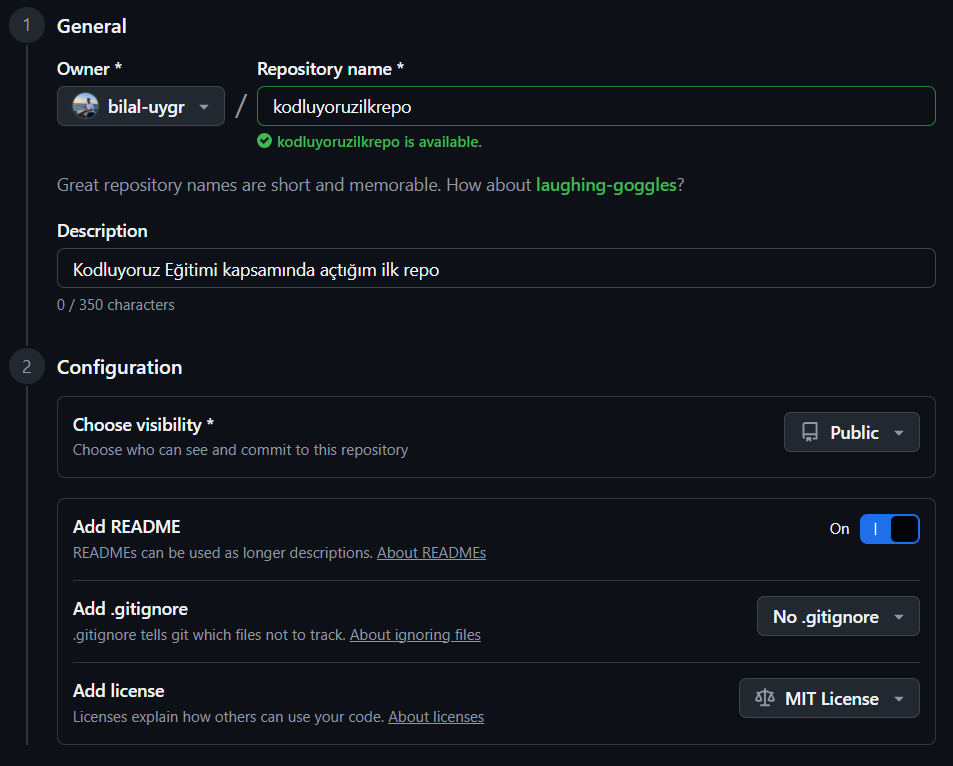 1
General
Owner *
Repository name *
bilal-uygr
/
kodluyoruzilkrepo
kodluyoruzilkrepo is available.
Great repository names are short and memorable. How about laughing-goggles?
Description
Kodluyoruz Eğitimi kapsamında açtığım ilk repo
0 / 350 characters
2
Configuration
Choose visibility *
Choose who can see and commit to this repository
Public
Add README
READMEs can be used as longer descriptions. About READMEs
On
Add .gitignore
.gitignore tells git which files not to track. About ignoring files
No .gitignore
Add license
Licenses explain how others can use your code. About licenses
MIT License